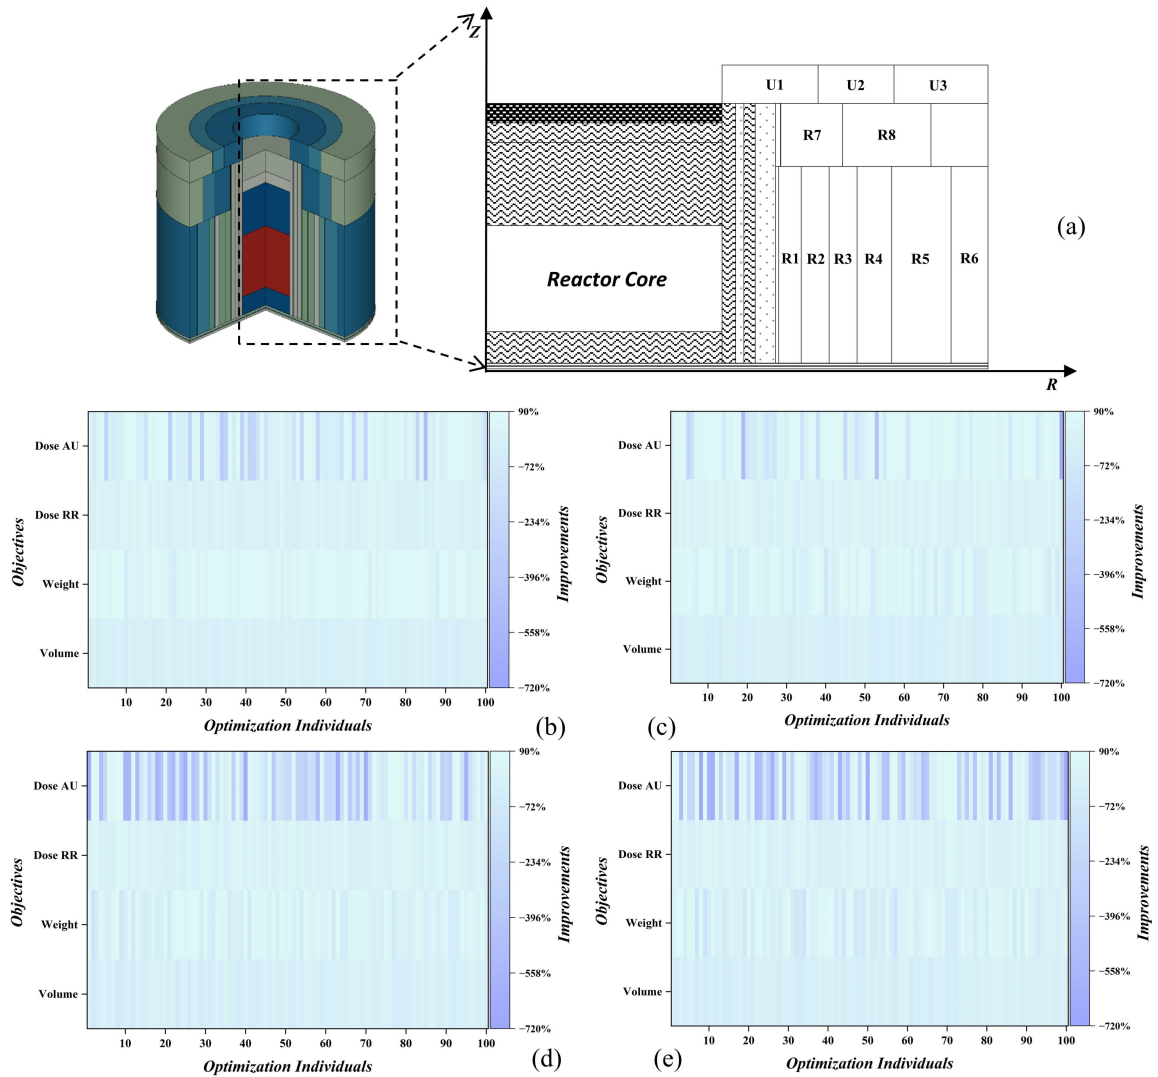 Z
U1 U2 U3
R7 R8
(a)
R1 R2 R3 R4 R5 R6
Reactor Core
R
90%
Dose AU
-72%
Dose RR
-234%
Objectives
Improvements
-396%
Weight
-558%
Volume
-720%
10 20 30 40 50 60 70 80 90 100
Optimization Individuals
(b)
90%
Dose AU
-72%
Dose RR
-234%
Objectives
Improvements
-396%
Weight
-558%
Volume
-720%
10 20 30 40 50 60 70 80 90 100
Optimization Individuals
(c)
90%
Dose AU
-72%
Dose RR
-234%
Objectives
Improvements
-396%
Weight
-558%
Volume
-720%
10 20 30 40 50 60 70 80 90 100
Optimization Individuals
(d)
90%
Dose AU
-72%
Dose RR
-234%
Objectives
Improvements
-396%
Weight
-558%
Volume
-720%
10 20 30 40 50 60 70 80 90 100
Optimization Individuals
(e)